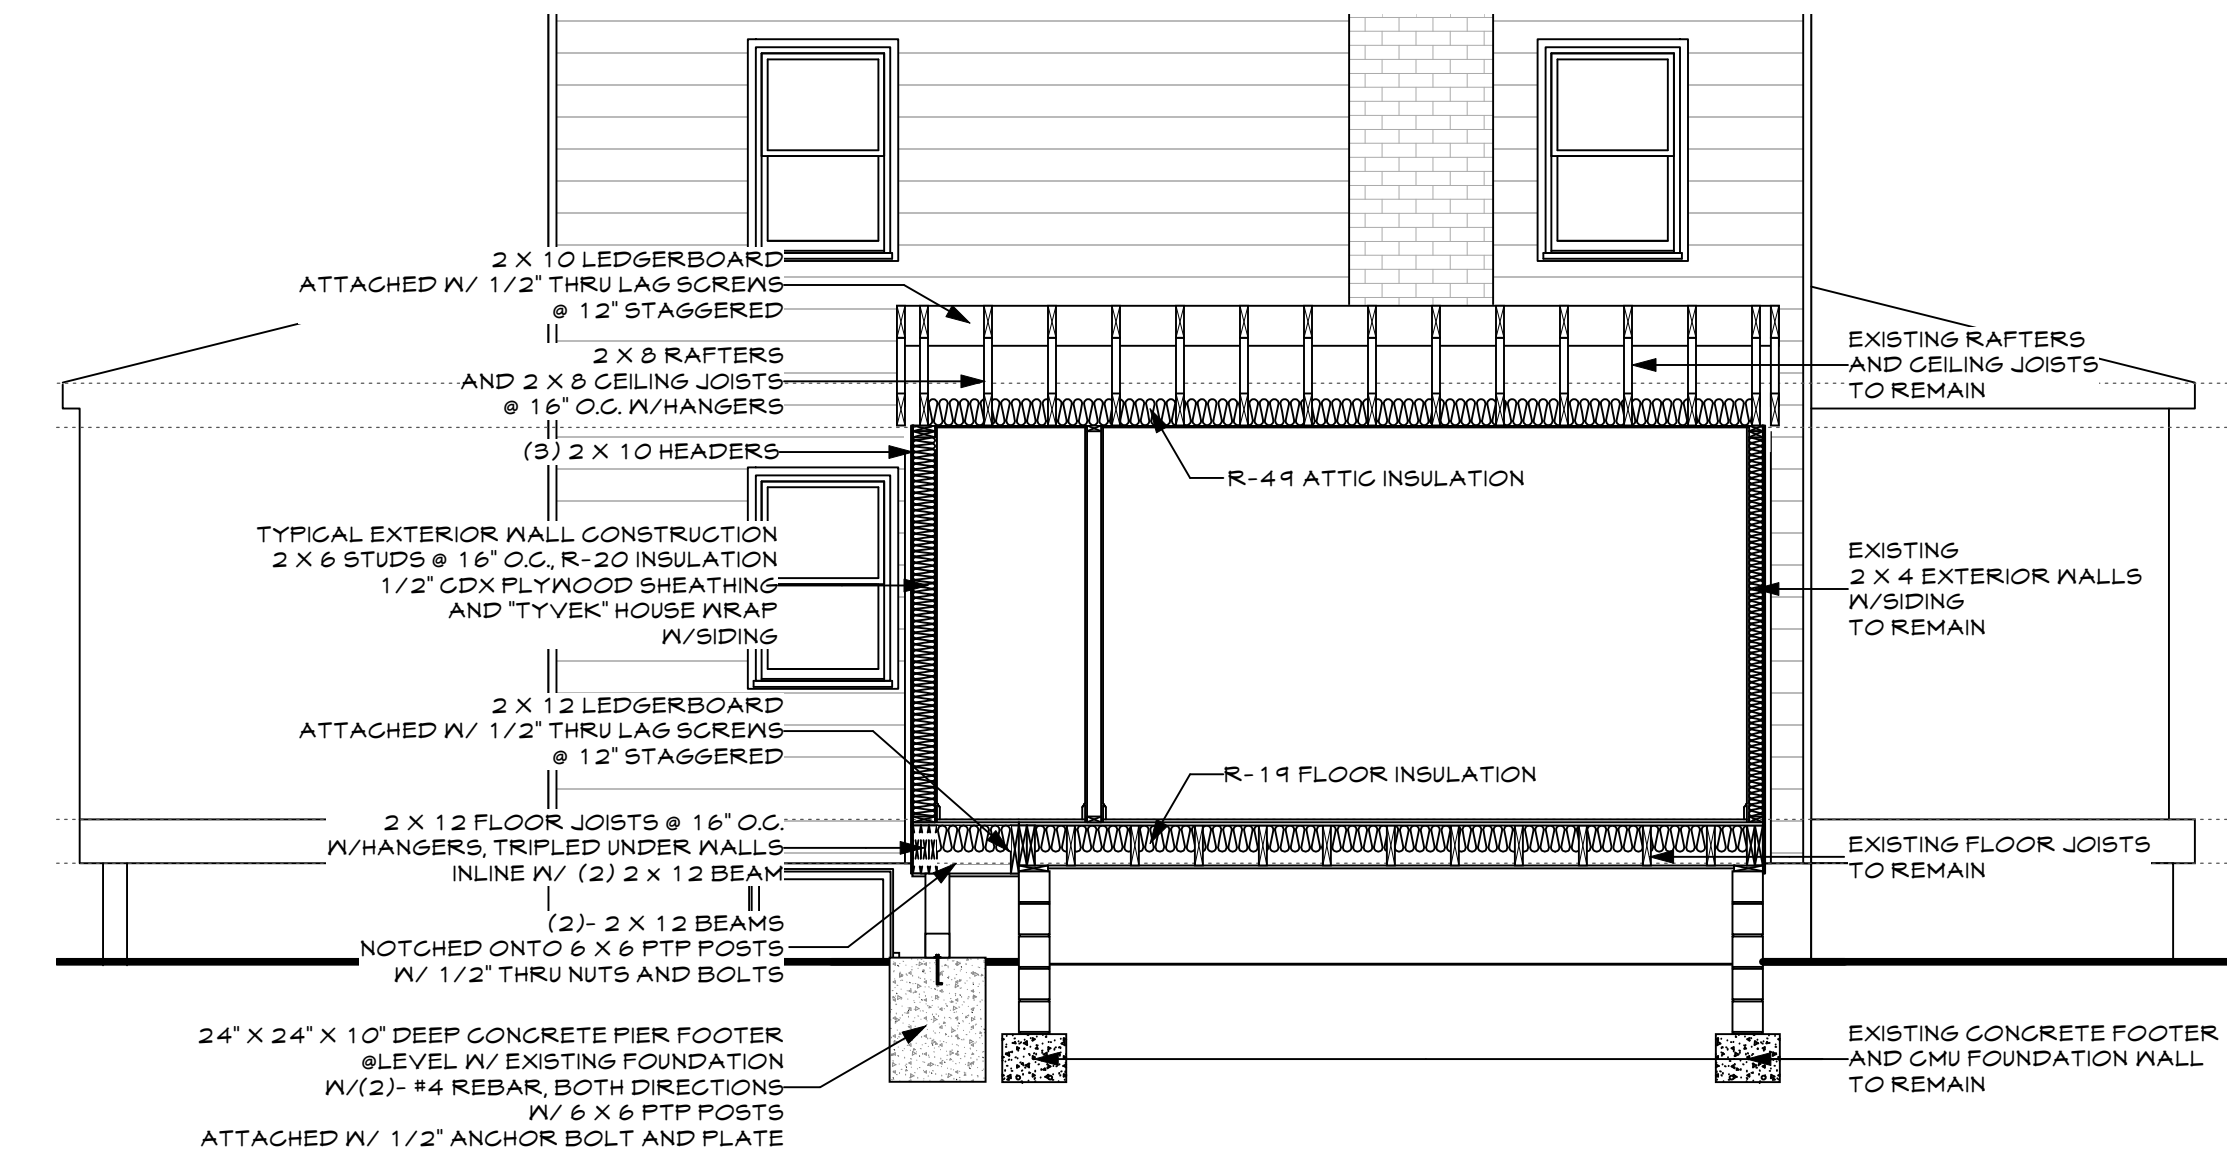 2 X 10 LEDGERBOARD
ATTACHED W/ 1/2" THRU LAG SCREWS
@ 12" STAGGERED
2 X 8 RAFTERS
AND 2 X 8 CEILING JOISTS
@ 16" O.C. W/HANGERS
(3) 2 X 10 HEADERS
TYPICAL EXTERIOR WALL CONSTRUCTION
2 X 6 STUDS @ 16" O.C., R-20 INSULATION
1/2" CDX PLYWOOD SHEATHING
AND "TYVEK" HOUSE WRAP
W/SIDING
2 X 12 LEDGERBOARD
ATTACHED W/ 1/2" THRU LAG SCREWS
@ 12" STAGGERED
2 X 12 FLOOR JOISTS @ 16" O.C.
W/HANGERS, TRIPLED UNDER WALLS
INLINE W/ (2) 2 x 12 BEAM
(2)- 2 X 12 BEAMS
NOTCHED ONTO 6 X 6 PTP POSTS
W/ 1/2" THRU NUTS AND BOLTS
24" X 24" X 10" DEEP CONCRETE PIER FOOTER
@LEVEL W/ EXISTING FOUNDATION
W/(2)- #4 REBAR, BOTH DIRECTIONS
W/ 6 X 6 PTP POSTS
ATTACHED W/ 1/2" ANCHOR BOLT AND PLATE
R-49 ATTIC INSULATION
R-19 FLOOR INSULATION
EXISTING RAFTERS
AND CEILING JOISTS
TO REMAIN
EXISTING
2 X 4 EXTERIOR WALLS
W/SIDING
TO REMAIN
EXISTING FLOOR JOISTS
TO REMAIN
EXISTING CONCRETE FOOTER
AND CMU FOUNDATION WALL
TO REMAIN